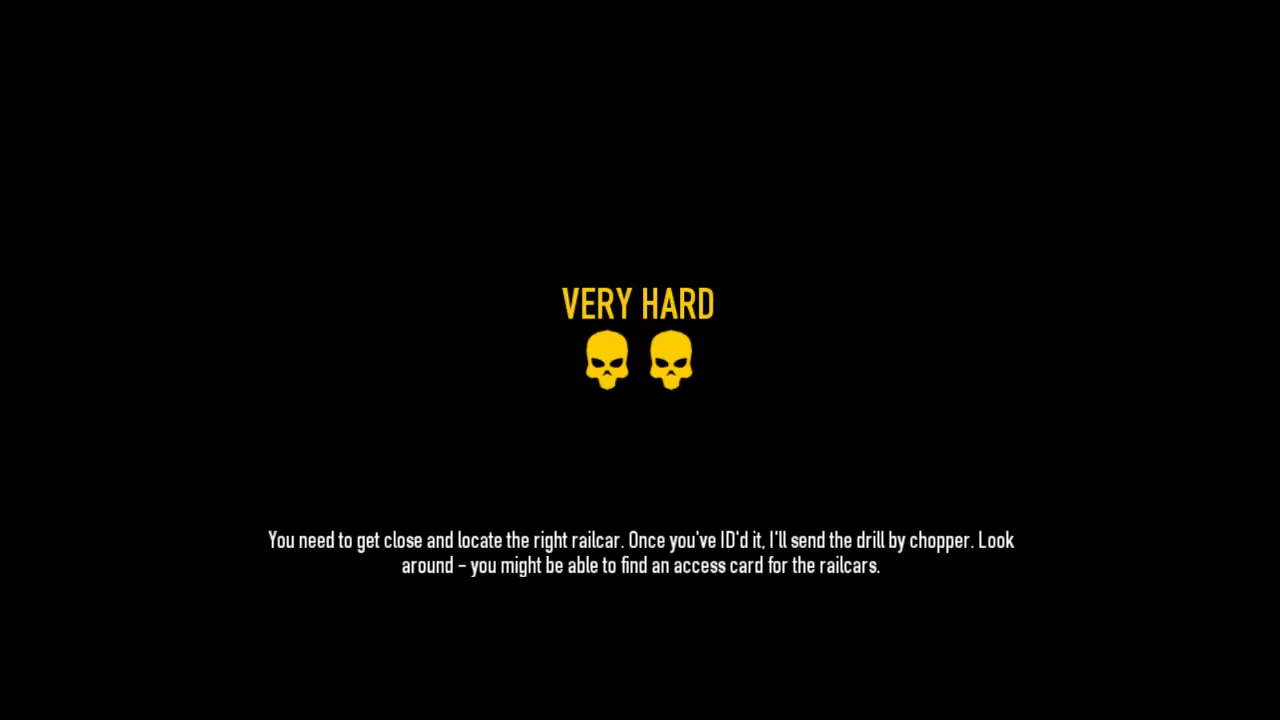 VERY HARD
You need to get close and locate the right railcar. Once you've ID'd it, I'll send the drill by chopper. Look
around - you might be able to find an access card for the railcars.